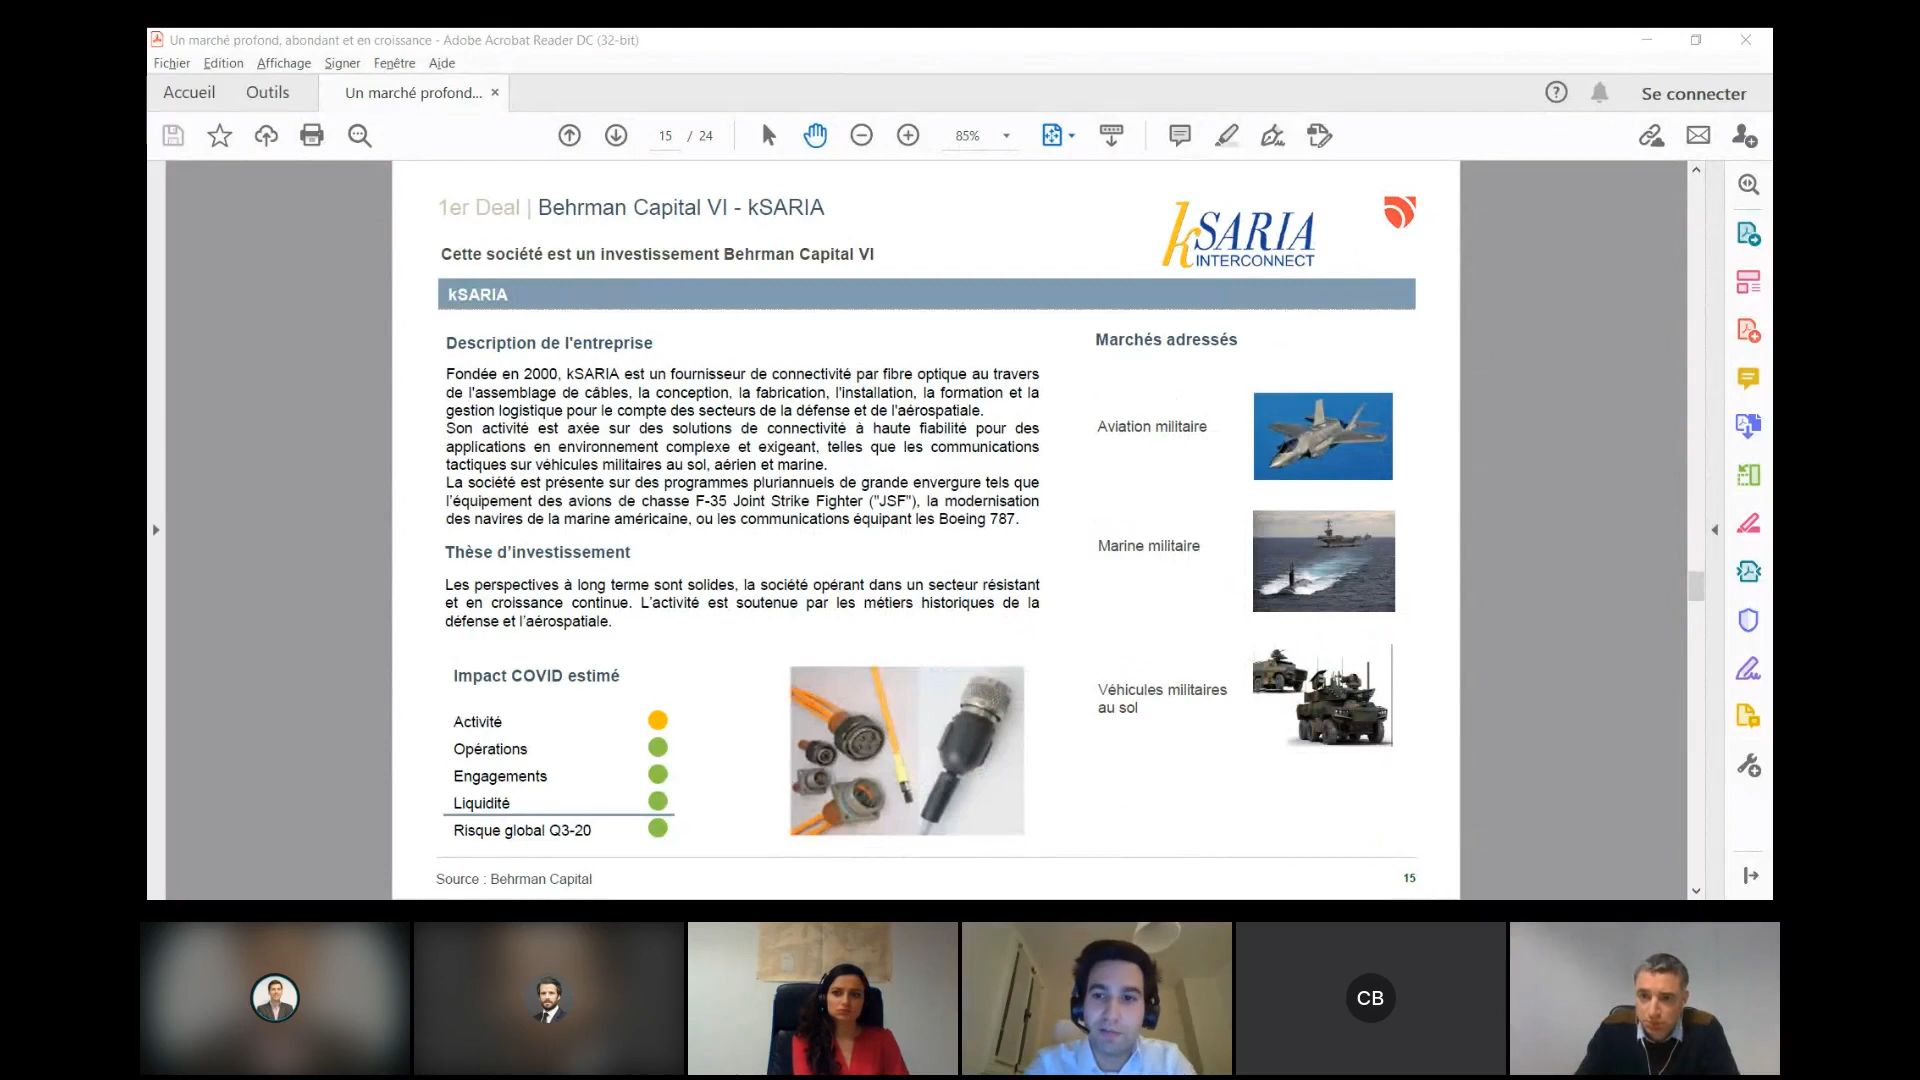 Un marché profond, abondant et en croissance - Adobe Acrobat Reader DC (32-bit)
Fichier Edition Affichage Signer Fenêtre Aide
Accueil Outils Un marché profond... × Se connecter
15 / 24 85%
1er Deal | Behrman Capital VI - kSARIA
kSARIA
INTERCONNECT
Cette société est un investissement Behrman Capital VI
kSARIA
Description de l'entreprise
Fondée en 2000, kSARIA est un fournisseur de connectivité par fibre optique au travers
de l'assemblage de câbles, la conception, la fabrication, l'installation, la formation et la
gestion logistique pour le compte des secteurs de la défense et de l'aérospatiale.
Son activité est axée sur des solutions de connectivité à haute fiabilité pour des
applications en environnement complexe et exigeant, telles que les communications
tactiques sur véhicules militaires au sol, aérien et marine.
La société est présente sur des programmes pluriannuels de grande envergure tels que
l'équipement des avions de chasse F-35 Joint Strike Fighter ("JSF"), la modernisation
des navires de la marine américaine, ou les communications équipant les Boeing 787.
Thèse d'investissement
Les perspectives à long terme sont solides, la société opérant dans un secteur résistant
et en croissance continue. L'activité est soutenue par les métiers historiques de la
défense et l'aérospatiale.
Impact COVID estimé
Activité
Opérations
Engagements
Liquidité
Risque global Q3-20
Marchés adressés
Aviation militaire
Marine militaire
Véhicules militaires
au sol
Source : Behrman Capital
15
CB